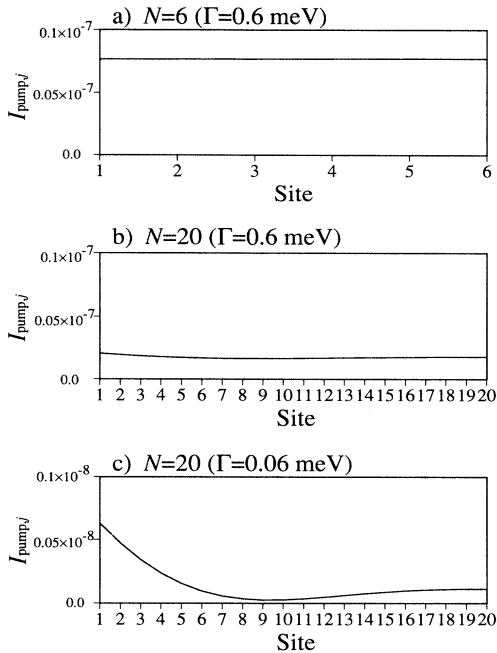 a) N=6 (Γ=0.6 meV)
0.1×10⁻⁷
0.05×10⁻⁷
0.0
I_pump,j
1 2 3 4 5 6
Site
b) N=20 (Γ=0.6 meV)
0.1×10⁻⁷
0.05×10⁻⁷
0.0
I_pump,j
1 2 3 4 5 6 7 8 9 10 11 12 13 14 15 16 17 18 19 20
Site
c) N=20 (Γ=0.06 meV)
0.1×10⁻⁸
0.05×10⁻⁸
0.0
I_pump,j
1 2 3 4 5 6 7 8 9 10 11 12 13 14 15 16 17 18 19 20
Site